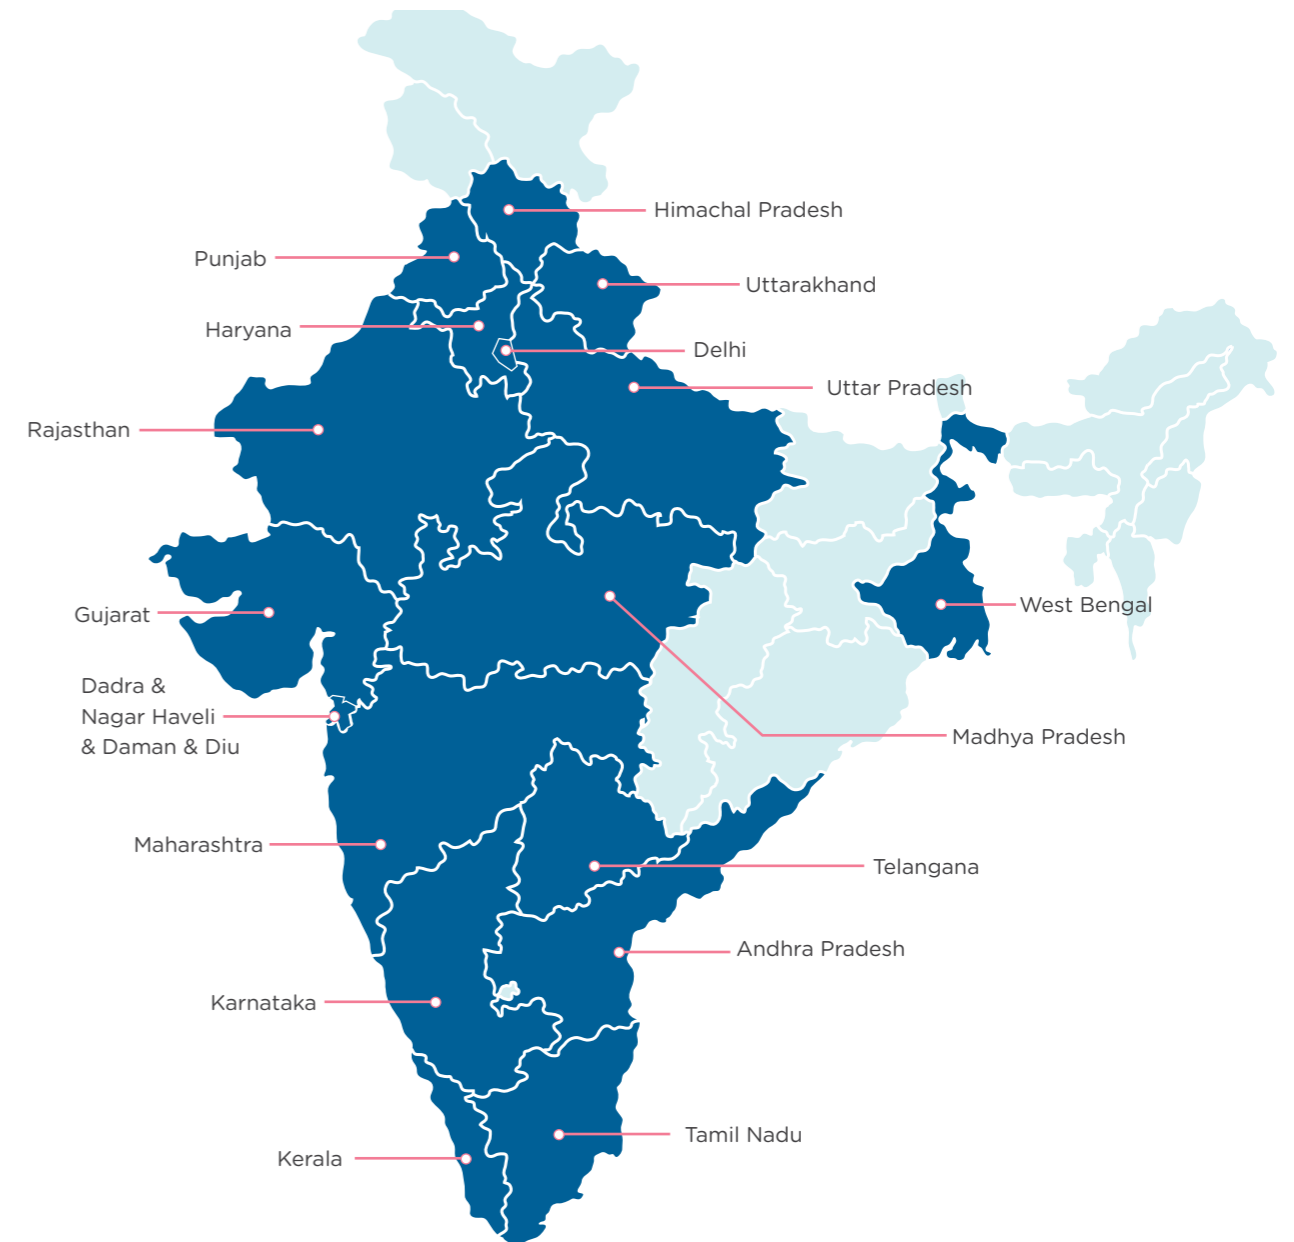 Himachal Pradesh
Punjab
Uttarakhand
Haryana
Delhi
Uttar Pradesh
Rajasthan
West Bengal
Gujarat
Dadra &
Nagar Haveli
& Daman & Diu
Madhya Pradesh
Maharashtra
Telangana
Andhra Pradesh
Karnataka
Tamil Nadu
Kerala